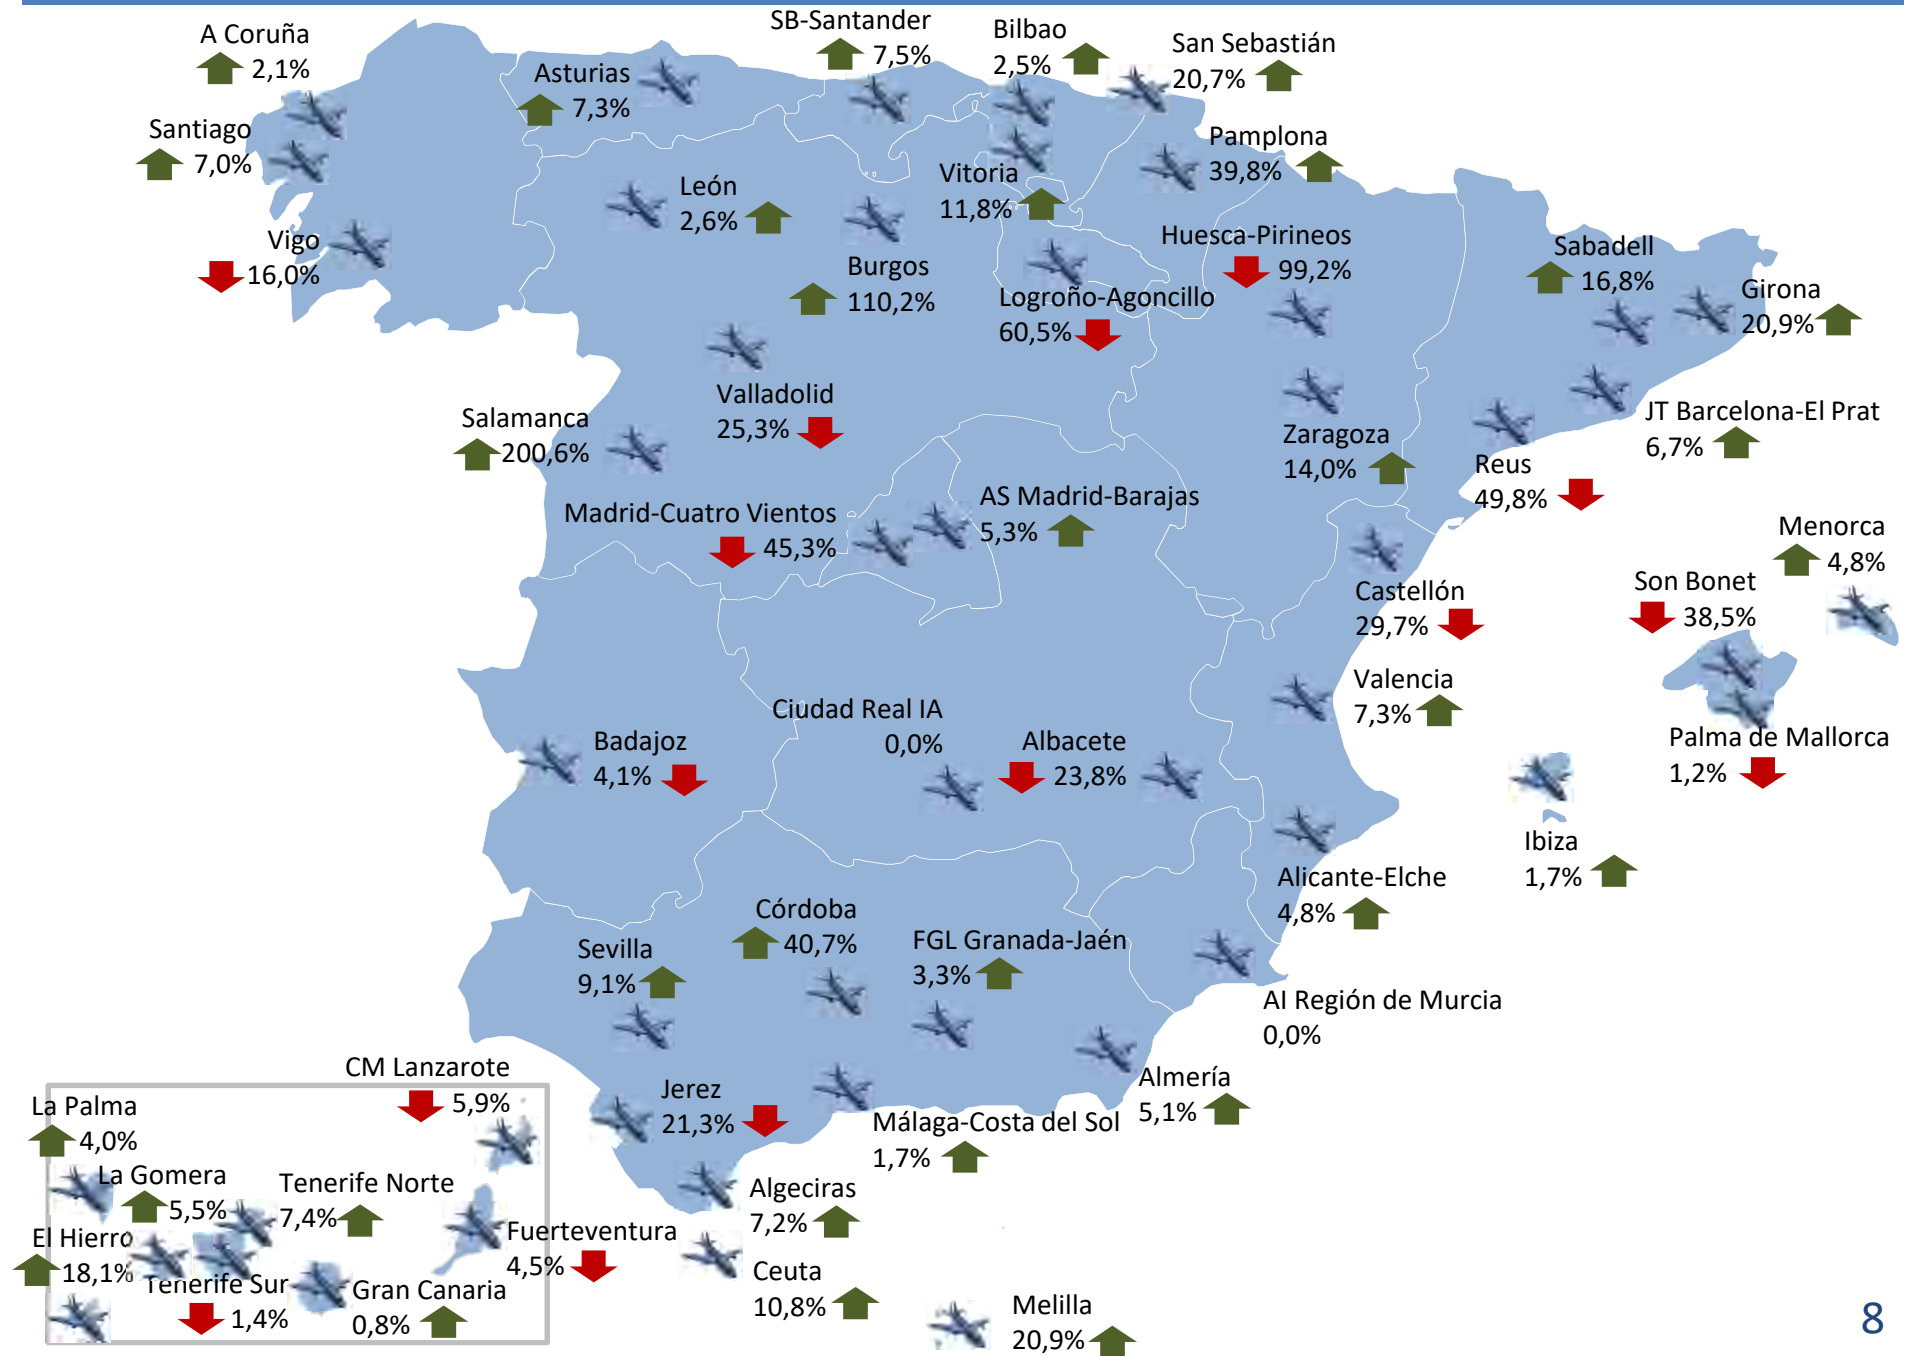 A Coruña
2,1%
SB-Santander
7,5%
Bilbao
2,5%
San Sebastián
20,7%
Asturias
7,3%
Santiago
7,0%
Pamplona
39,8%
Vitoria
11,8%
León
2,6%
Vigo
16,0%
Burgos
110,2%
Huesca-Pirineos
99,2%
Logroño-Agoncillo
60,5%
Sabadell
16,8%
Girona
20,9%
Valladolid
25,3%
Salamanca
200,6%
JT Barcelona-El Prat
6,7%
Zaragoza
14,0%
Reus
49,8%
Madrid-Cuatro Vientos
45,3%
AS Madrid-Barajas
5,3%
Menorca
4,8%
Son Bonet
38,5%
Castellón
29,7%
Valencia
7,3%
Palma de Mallorca
1,2%
Ciudad Real IA
0,0%
Badajoz
4,1%
Albacete
23,8%
Ibiza
1,7%
Alicante-Elche
4,8%
Córdoba
40,7%
Sevilla
9,1%
FGL Granada-Jaén
3,3%
AI Región de Murcia
0,0%
CM Lanzarote
5,9%
Jerez
21,3%
Almería
5,1%
Málaga-Costa del Sol
1,7%
La Palma
4,0%
La Gomera
5,5%
Tenerife Norte
7,4%
El Hierro
18,1%
Fuerteventura
4,5%
Tenerife Sur
1,4%
Gran Canaria
0,8%
Algeciras
7,2%
Ceuta
10,8%
Melilla
20,9%
8